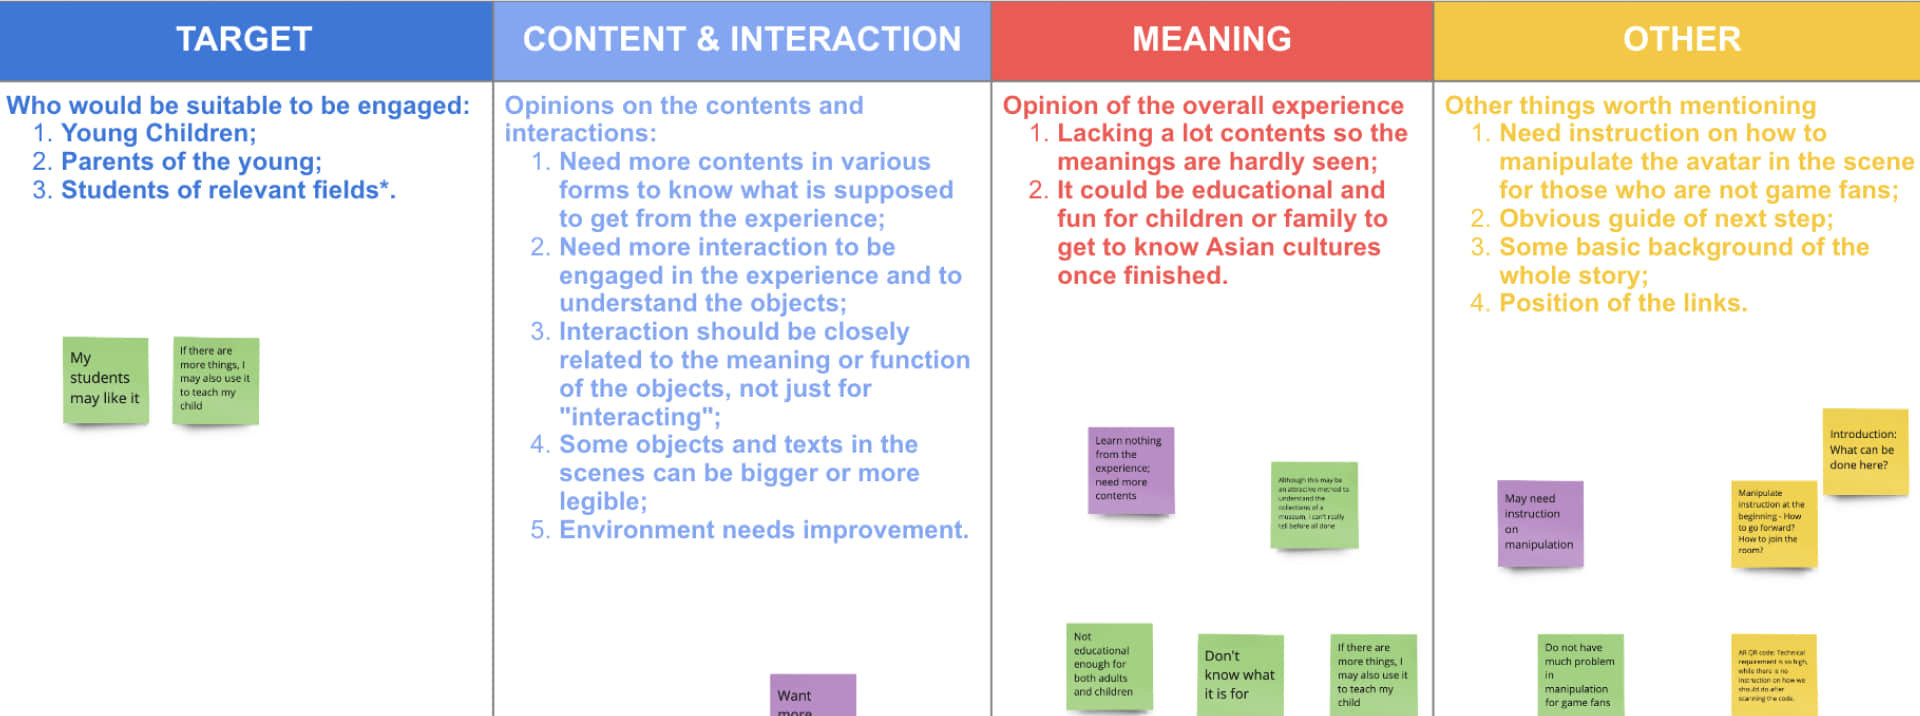 TARGET
Who would be suitable to be engaged:
1. Young Children;
2. Parents of the young;
3. Students of relevant fields*.
My
students
may like it
If there are
more things, I
may also use it
to teach my
child
CONTENT & INTERACTION
Opinions on the contents and
interactions:
1. Need more contents in various
forms to know what is supposed
to get from the experience;
2. Need more interaction to be
engaged in the experience and to
understand the objects;
3. Interaction should be closely
related to the meaning or function
of the objects, not just for
"interacting";
4. Some objects and texts in the
scenes can be bigger or more
legible;
5. Environment needs improvement.
Want
more
MEANING
Opinion of the overall experience
1. Lacking a lot contents so the
meanings are hardly seen;
2. It could be educational and
fun for children or family to
get to know Asian cultures
once finished.
Learn nothing
from the
experience;
need more
contents
Although this may be
an attractive method to
understand the
collections of a
museum, I can't really
tell before all done
Not
educational
enough for
both adults
and children
Don't
know what
it is for
If there are
more things, I
may also use it
to teach my
child
OTHER
Other things worth mentioning
1. Need instruction on how to
manipulate the avatar in the scene
for those who are not game fans;
2. Obvious guide of next step;
3. Some basic background of the
whole story;
4. Position of the links.
Introduction:
What can be
done here?
May need
instruction
on
manipulation
Manipulate
instruction at the
beginning - How
to go forward?
How to join the
room?
Do not have
much problem
in
manipulation
for game fans
AR QR code: Technical
requirement is so high,
while there is no
instruction on how we
should do after
scanning the code.